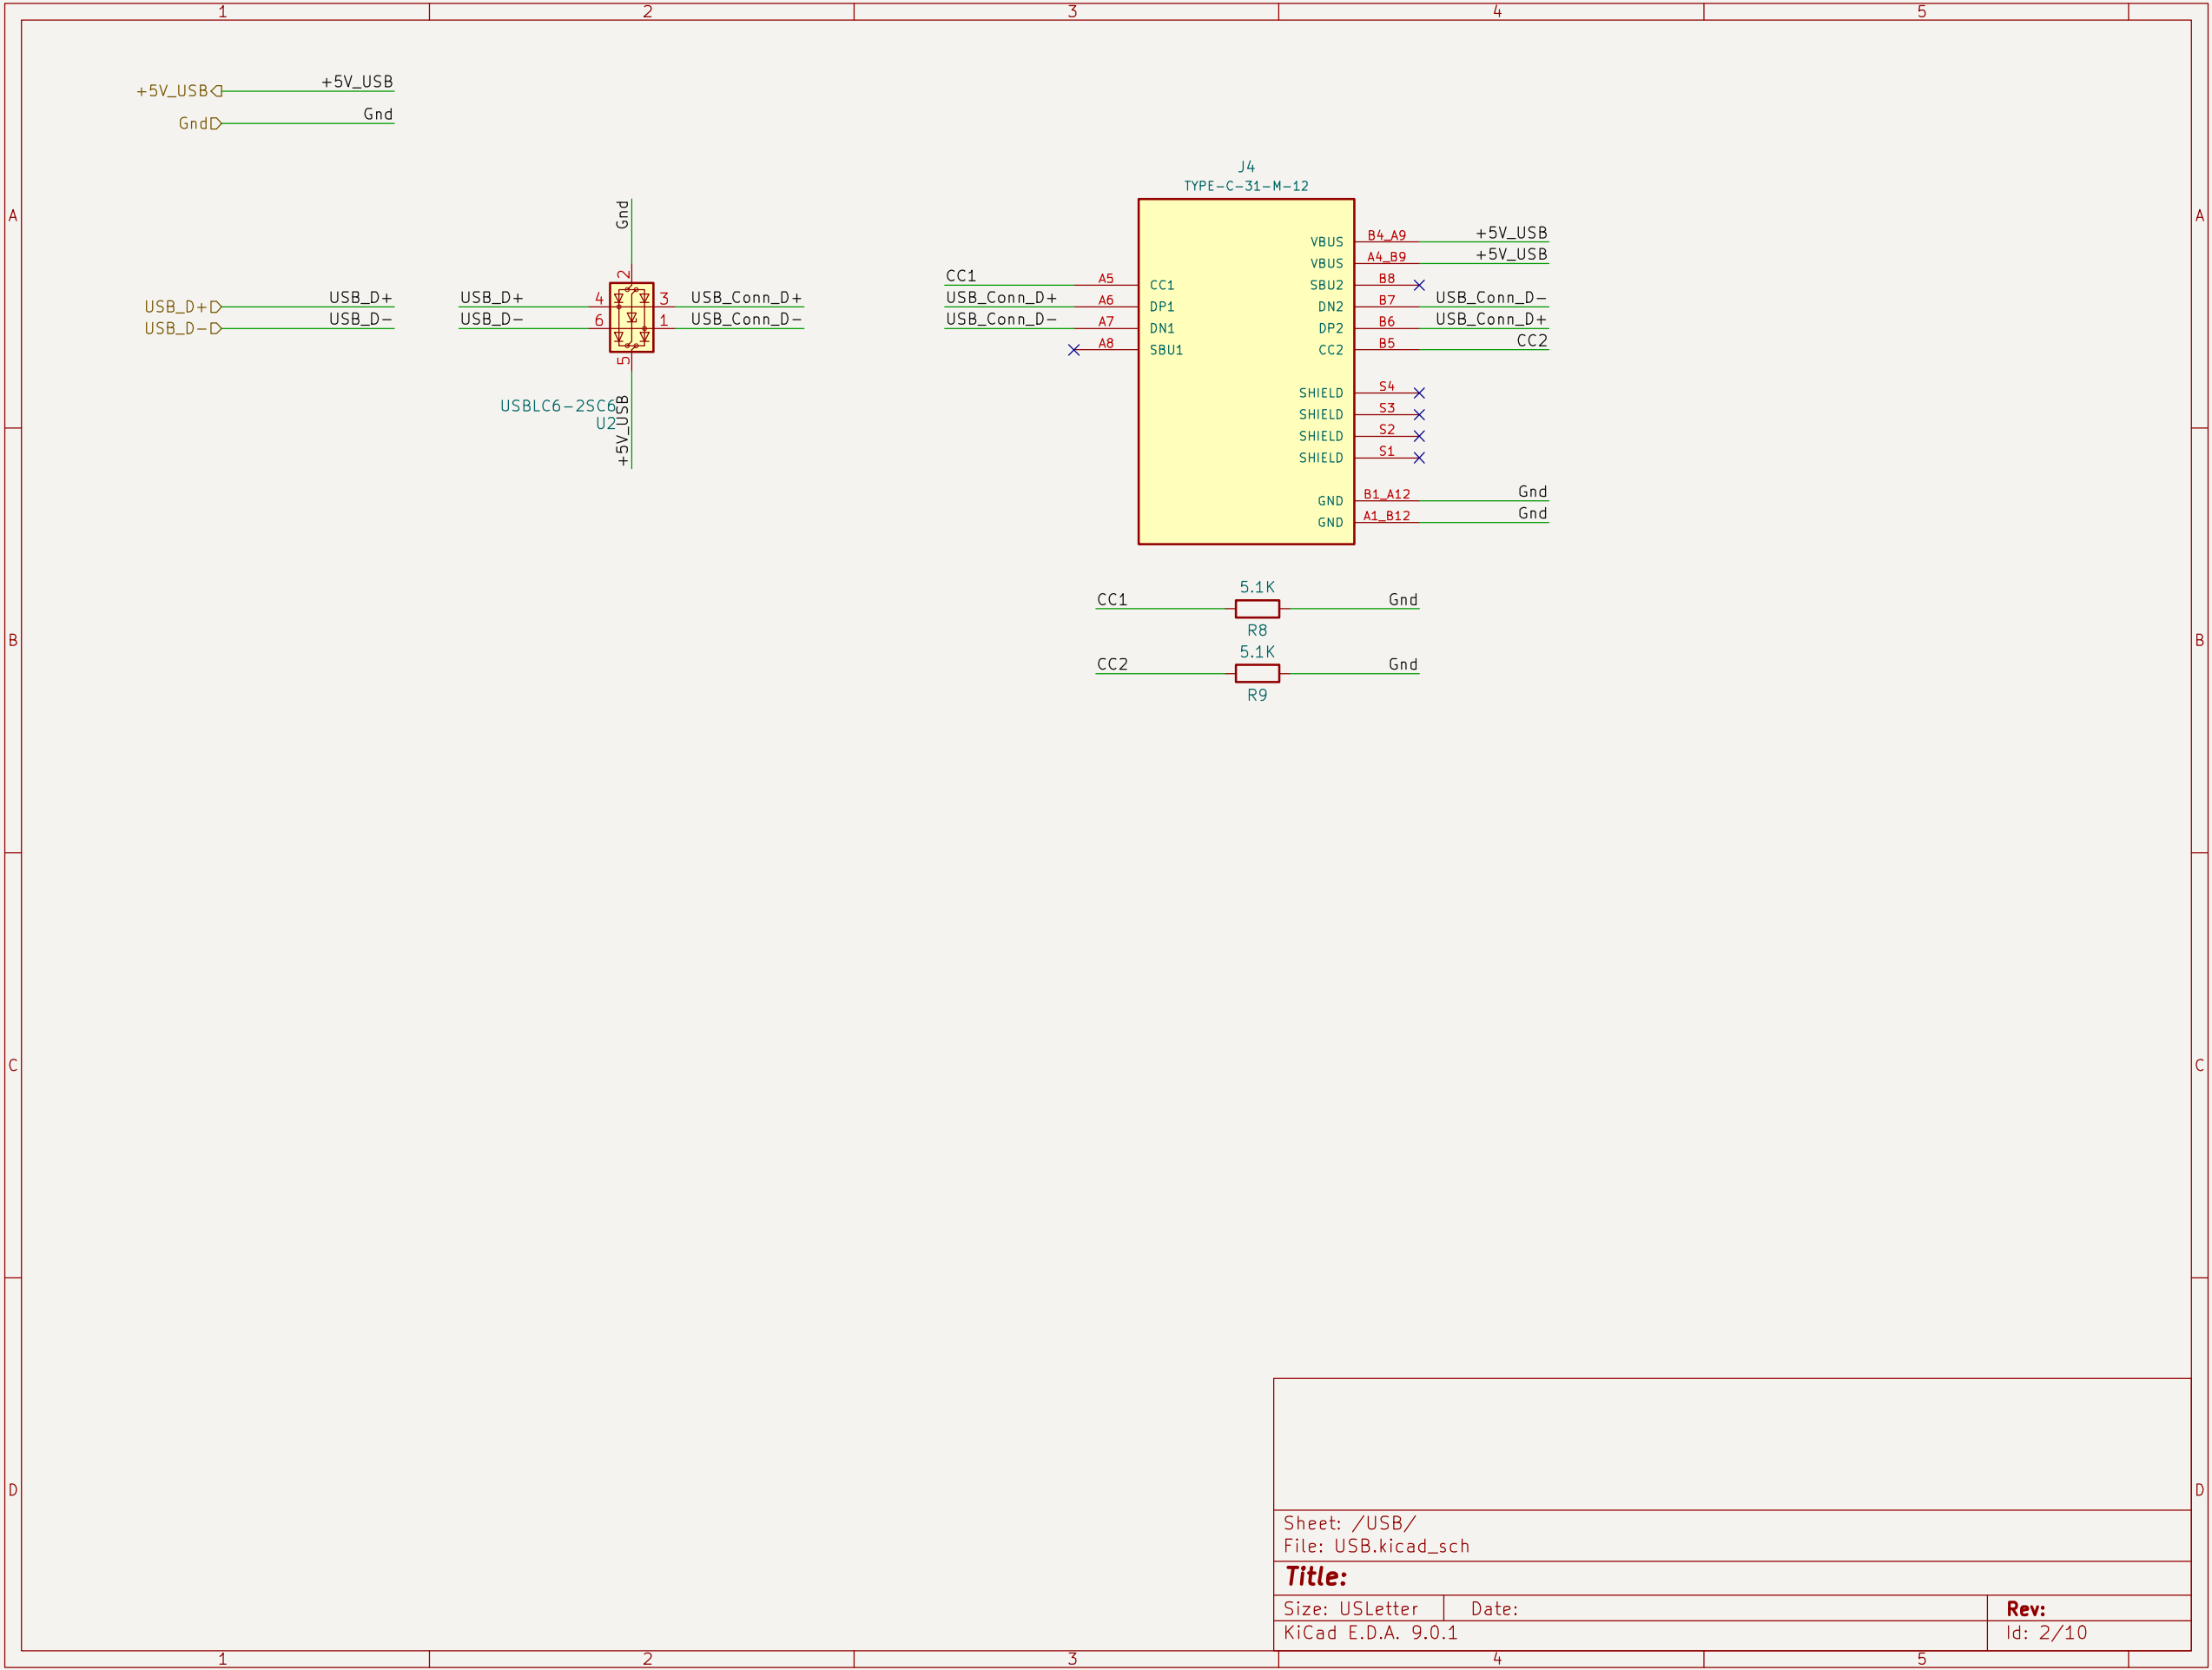 1 2 3 4 5
+5V_USB +5V_USB
Gnd Gnd
J4
TYPE-C-31-M-12
A A
Gnd
VBUS B4_A9 +5V_USB
VBUS A4_B9 +5V_USB
2
CC1 A5 CC1 SBU2 B8
USB_D+ USB_D+ USB_D+ 4 3 USB_Conn_D+ USB_Conn_D+ A6 DP1 DN2 B7 USB_Conn_D-
USB_D- USB_D- USB_D- 6 1 USB_Conn_D- USB_Conn_D- A7 DN1 DP2 B6 USB_Conn_D+
A8 SBU1 CC2 B5 CC2
5
SHIELD S4
USBLC6-2SC6
SHIELD S3
U2
+5V_USB
SHIELD S2
SHIELD S1
GND B1_A12 Gnd
GND A1_B12 Gnd
5.1K
CC1 Gnd
R8
B B
5.1K
CC2 Gnd
R9
C C
D D
Sheet: /USB/
File: USB.kicad_sch
Title:
Size: USLetter Date: Rev:
KiCad E.D.A. 9.0.1 Id: 2/10
1 2 3 4 5